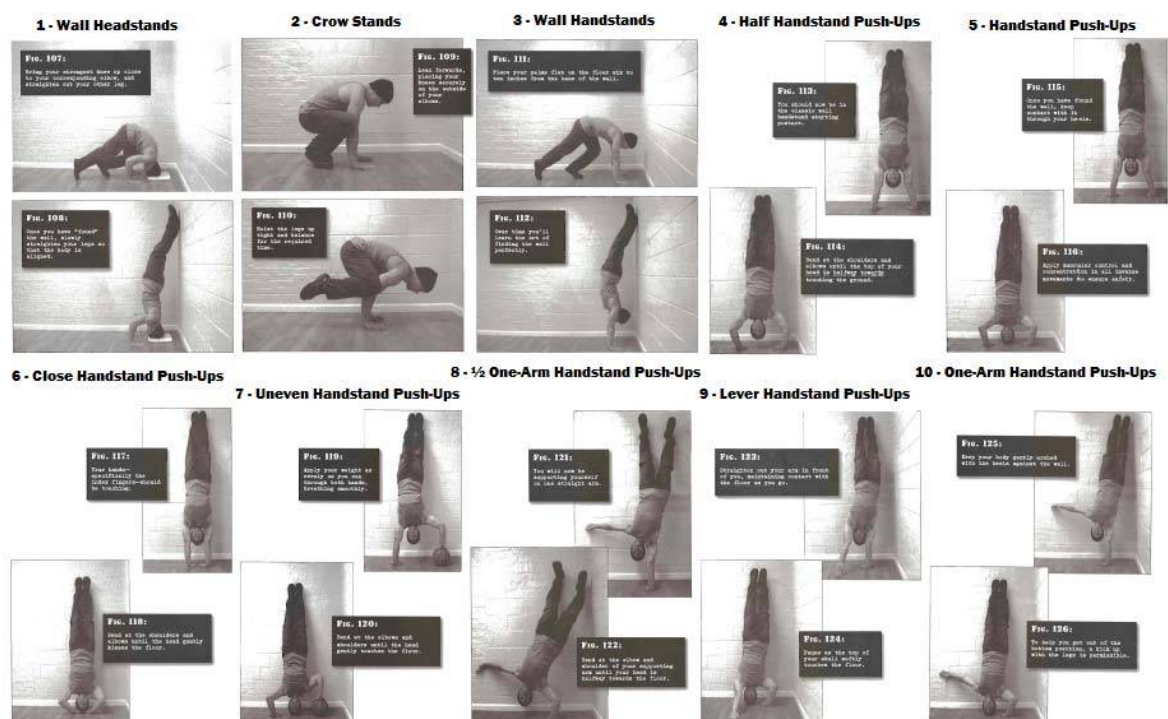 1 - Wall Headstands
FIG. 107:
Bring your strongest knee up close
to your corresponding elbow, and
straighten out your other leg.
FIG. 108:
Once you have "found"
the wall, slowly
straighten your legs so
that the body is
aligned.
2 - Crow Stands
FIG. 109:
Lean forwards,
placing your
knees securely
on the outside
of your
elbows.
FIG. 110:
Hoist the legs up
tight and balance
for the required
time.
3 - Wall Handstands
FIG. 111:
Place your palms flat on the floor six to
ten inches from the base of the wall.
FIG. 112:
Over time you'll
learn the art of
finding the wall
perfectly.
4 - Half Handstand Push-Ups
FIG. 113:
You should now be in
the classic wall
handstand starting
posture.
FIG. 114:
Bend at the shoulders and
elbows until the top of your
head is halfway towards
touching the ground.
5 - Handstand Push-Ups
FIG. 115:
Once you have found
the wall, keep
contact with it
through your heels.
FIG. 116:
Apply muscular control and
concentration in all inverse
movements to ensure safety.
6 - Close Handstand Push-Ups
FIG. 117:
Your hands—
specifically the
index fingers—should
be touching.
FIG. 118:
Bend at the shoulders and
elbows until the head gently
kisses the floor.
7 - Uneven Handstand Push-Ups
FIG. 119:
Apply your weight as
evenly as you can
through both hands,
breathing smoothly.
FIG. 120:
Bend at the elbows and
shoulders until the head
gently touches the floor.
8 - ½ One-Arm Handstand Push-Ups
FIG. 121:
You will now be
supporting yourself
on one straight arm.
FIG. 122:
Bend at the elbow and
shoulder of your supporting
arm until your head is
halfway towards the floor.
9 - Lever Handstand Push-Ups
FIG. 123:
Straighten out your arm in front
of you, maintaining contact with
the floor as you go.
FIG. 124:
Pause as the top of
your skull softly
touches the floor.
10 - One-Arm Handstand Push-Ups
FIG. 125:
Keep your body gently arched
with the heels against the wall.
FIG. 126:
To help you get out of the
bottom position, a kick up
with the legs is permissible.